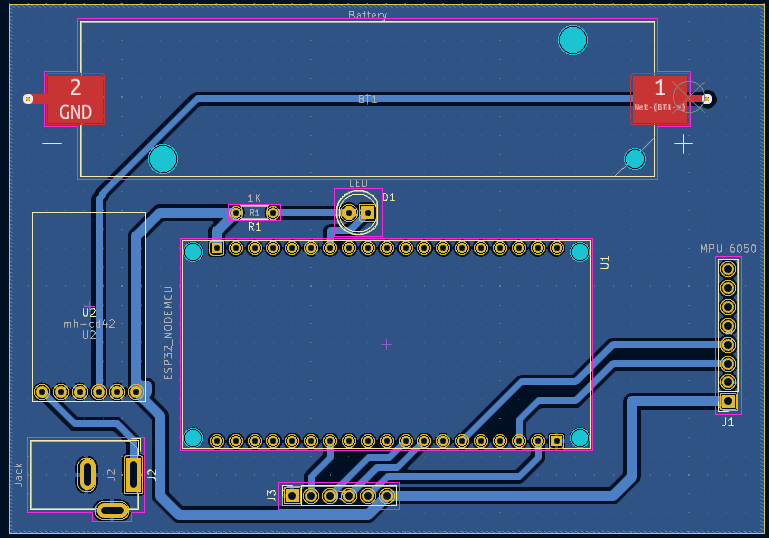 Battery
2
GND
BT1
1
Net-(BT1-+)
LED
D1
1K
R1
R1
MPU 6050
U1
ESP32_NODEMCU
U2
mh-cd42
U2
Jack
J2
J2
J3
J1